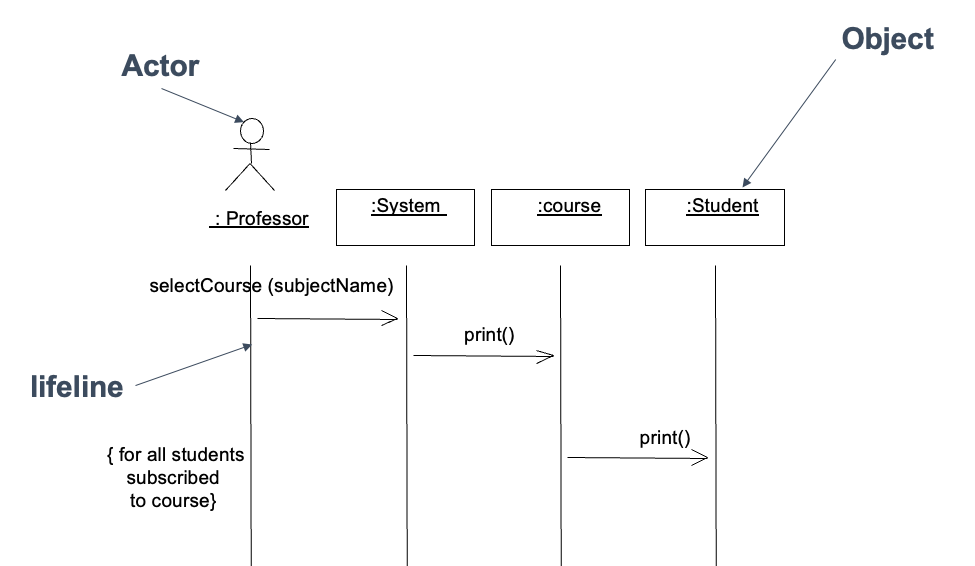 Object
Actor
: Professor
:System
:course
:Student
selectCourse (subjectName)
print()
lifeline
print()
{ for all students
subscribed
to course}